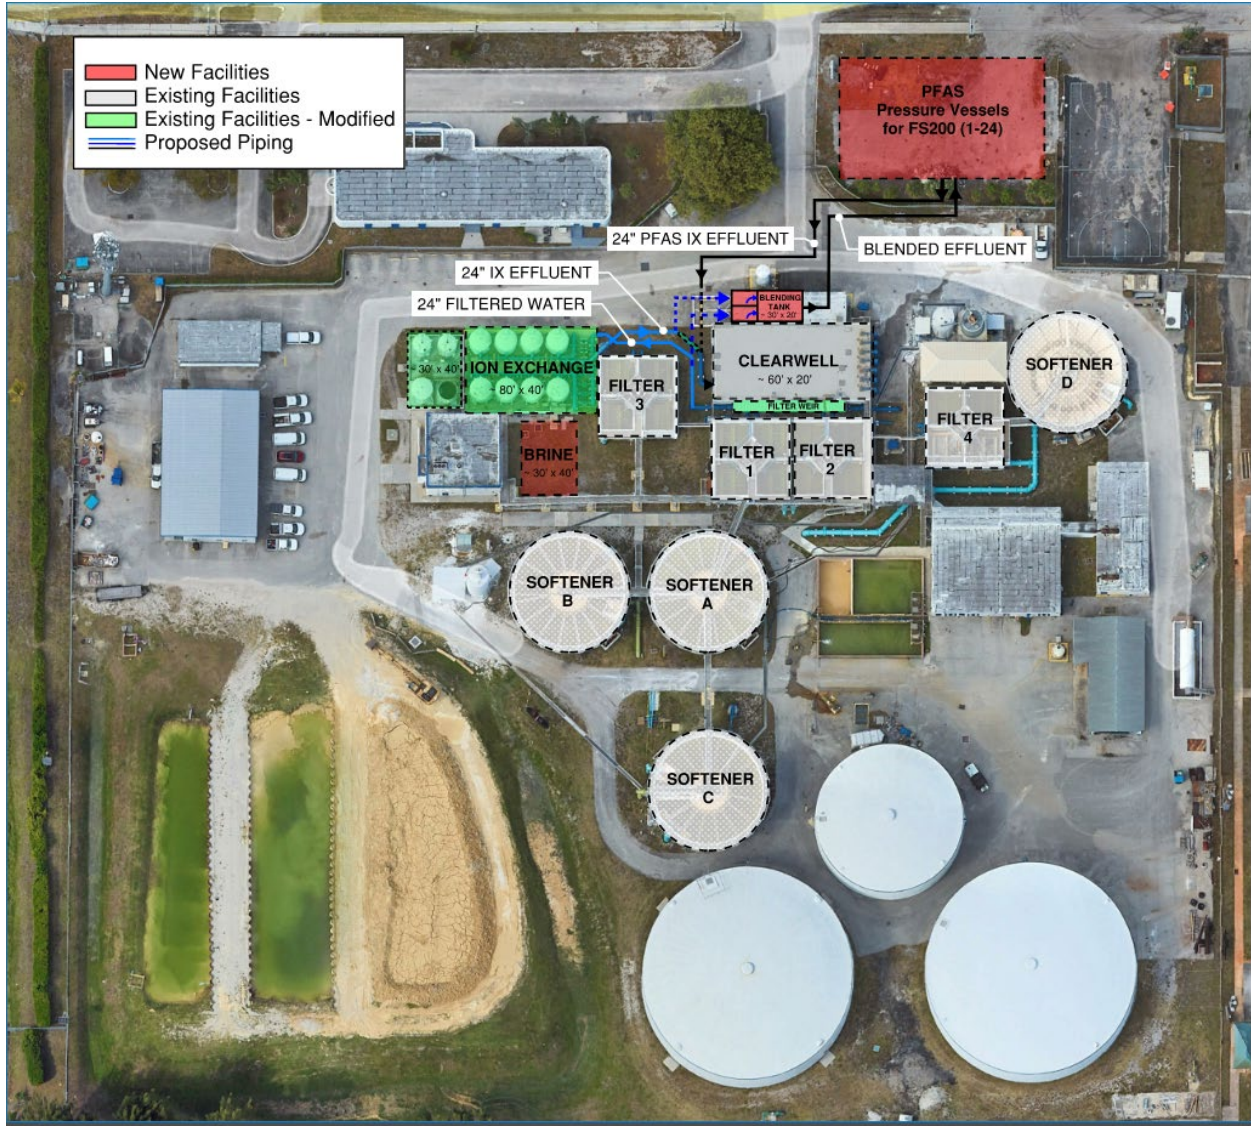 New Facilities
Existing Facilities
Existing Facilities - Modified
Proposed Piping
PFAS
Pressure Vessels
for FS200 (1-24)
24" PFAS IX EFFLUENT
BLENDED EFFLUENT
24" IX EFFLUENT
24" FILTERED WATER
BLENDING
TANK
~ 30' x 20'
~ 30' x 40'
ION EXCHANGE
~ 80' x 40'
FILTER
3
CLEARWELL
~ 60' x 20'
FILTER WEIR
SOFTENER
D
FILTER
4
BRINE
~ 30' x 40'
FILTER
1
FILTER
2
SOFTENER
B
SOFTENER
A
SOFTENER
C